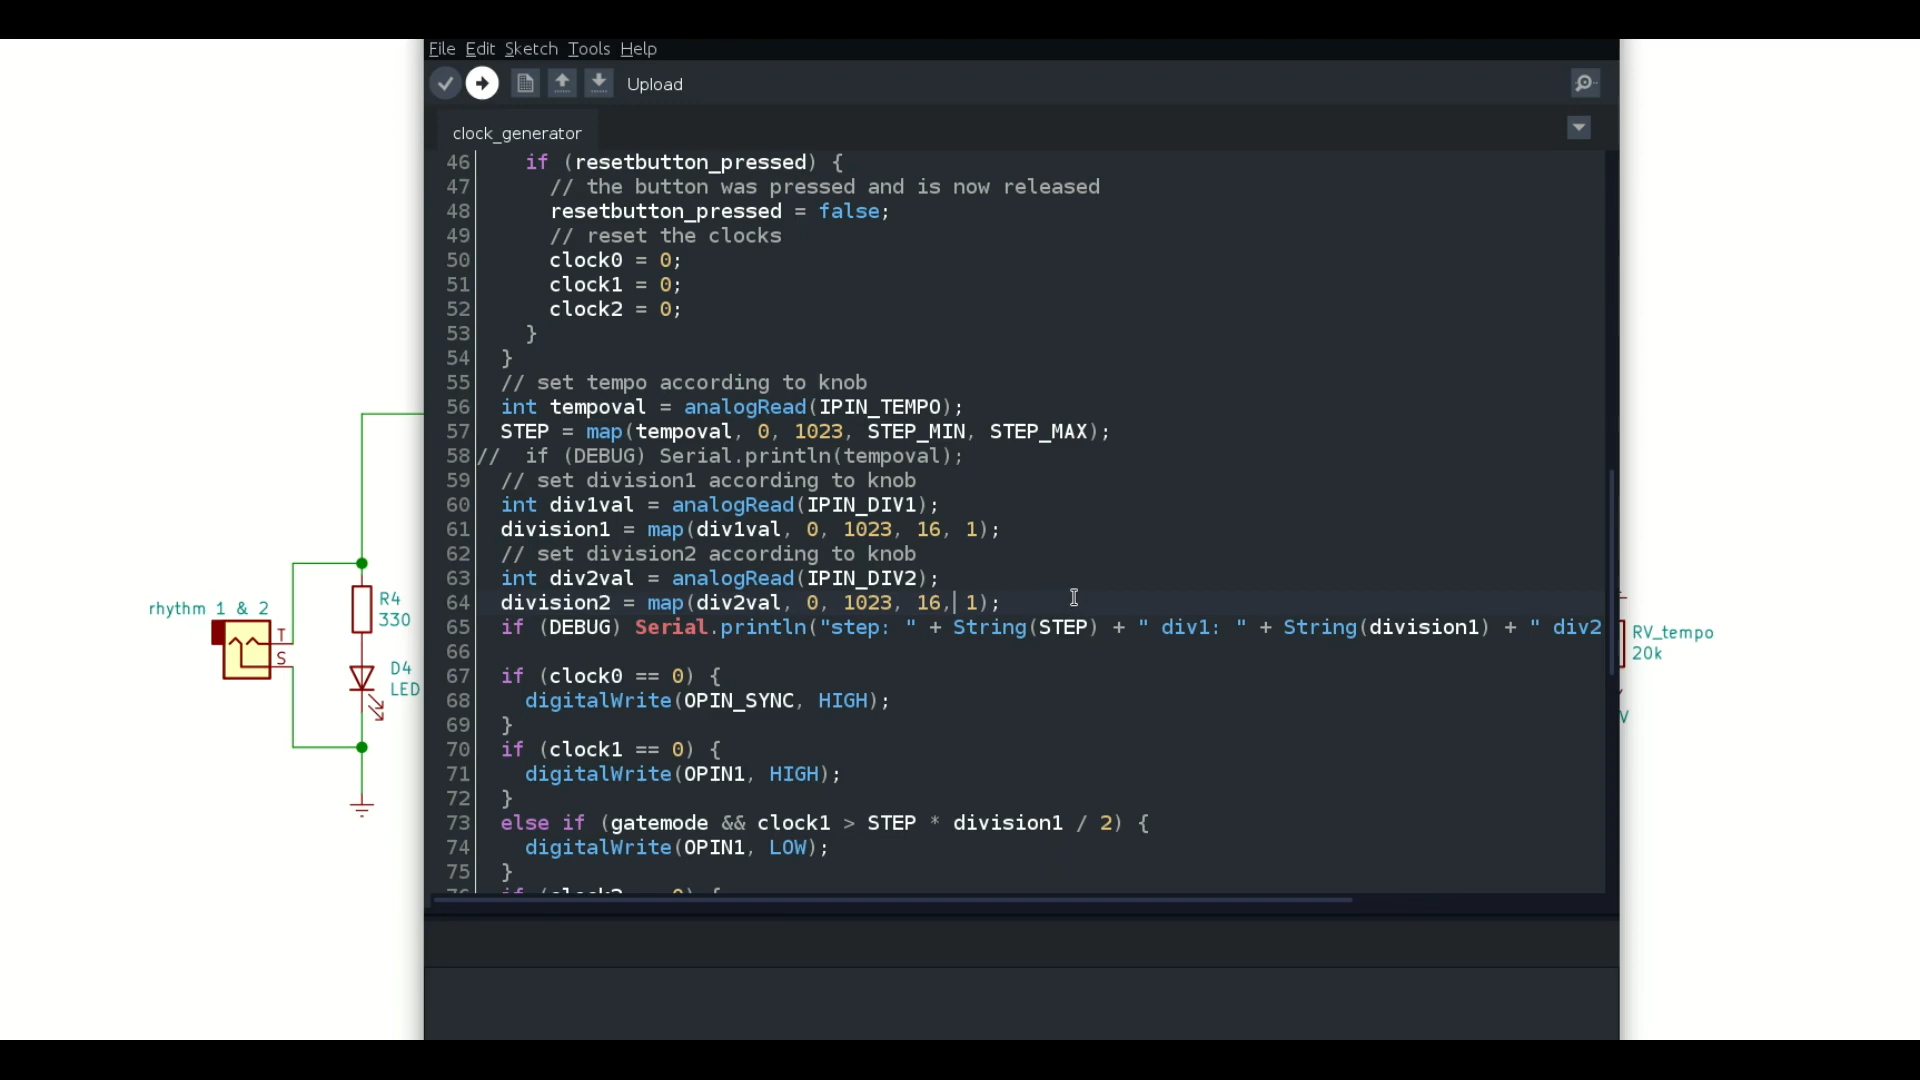 File Edit Sketch Tools Help
Upload
clock_generator
46 if (resetbutton_pressed) {
47 // the button was pressed and is now released
48 resetbutton_pressed = false;
49 // reset the clocks
50 clock0 = 0;
51 clock1 = 0;
52 clock2 = 0;
53 }
54 }
55 // set tempo according to knob
56 int tempoval = analogRead(IPIN_TEMPO);
57 STEP = map(tempoval, 0, 1023, STEP_MIN, STEP_MAX);
58 // if (DEBUG) Serial.println(tempoval);
59 // set division1 according to knob
60 int div1val = analogRead(IPIN_DIV1);
61 division1 = map(div1val, 0, 1023, 16, 1);
62 // set division2 according to knob
63 int div2val = analogRead(IPIN_DIV2);
64 division2 = map(div2val, 0, 1023, 16, 1);
65 if (DEBUG) Serial.println("step: " + String(STEP) + " div1: " + String(division1) + " div2
66
67 if (clock0 == 0) {
68 digitalWrite(OPIN_SYNC, HIGH);
69 }
70 if (clock1 == 0) {
71 digitalWrite(OPIN1, HIGH);
72 }
73 else if (gatemode && clock1 > STEP * division1 / 2) {
74 digitalWrite(OPIN1, LOW);
75 }
rhythm 1 & 2
T
S
R4
330
D4
LED
RV_tempo
20k
V